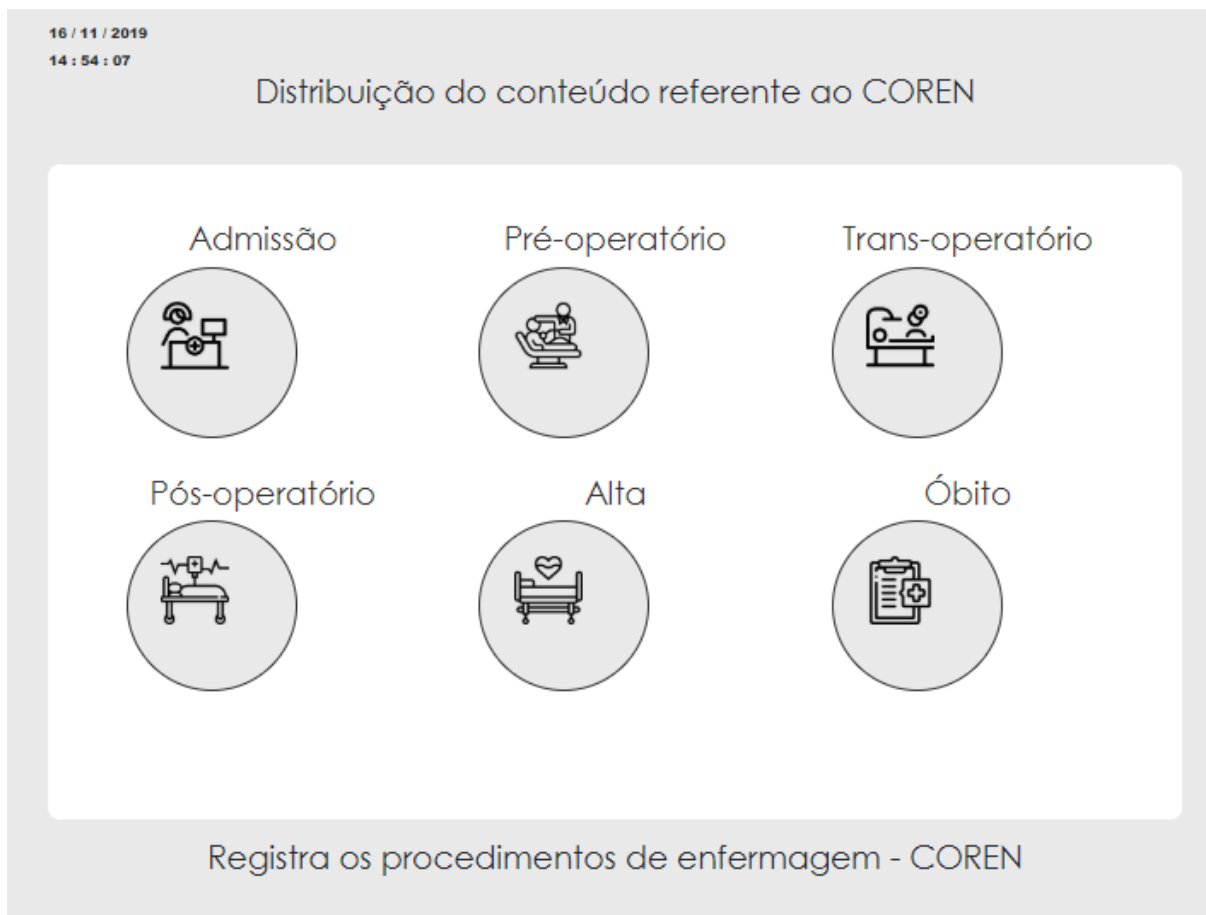 16 / 11 / 2019
14 : 54 : 07
Distribuição do conteúdo referente ao COREN
Admissão
Pré-operatório
Trans-operatório
Pós-operatório
Alta
Óbito
Registra os procedimentos de enfermagem - COREN